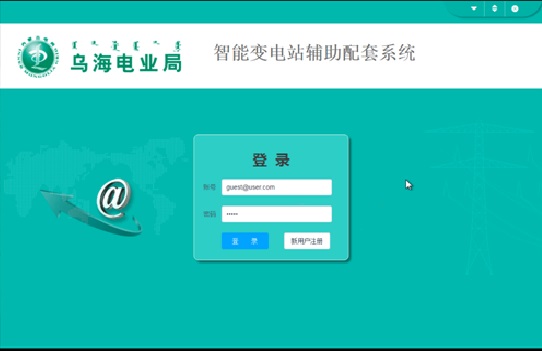 乌海电业局
智能变电站辅助配套系统
@
登录
账号
guest@user.com
密码
•••••
登 录
新用户注册